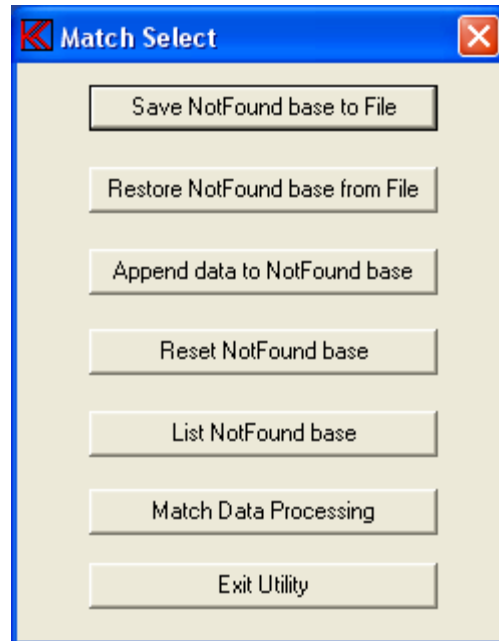 Match Select
Save NotFound base to File
Restore NotFound base from File
Append data to NotFound base
Reset NotFound base
List NotFound base
Match Data Processing
Exit Utility